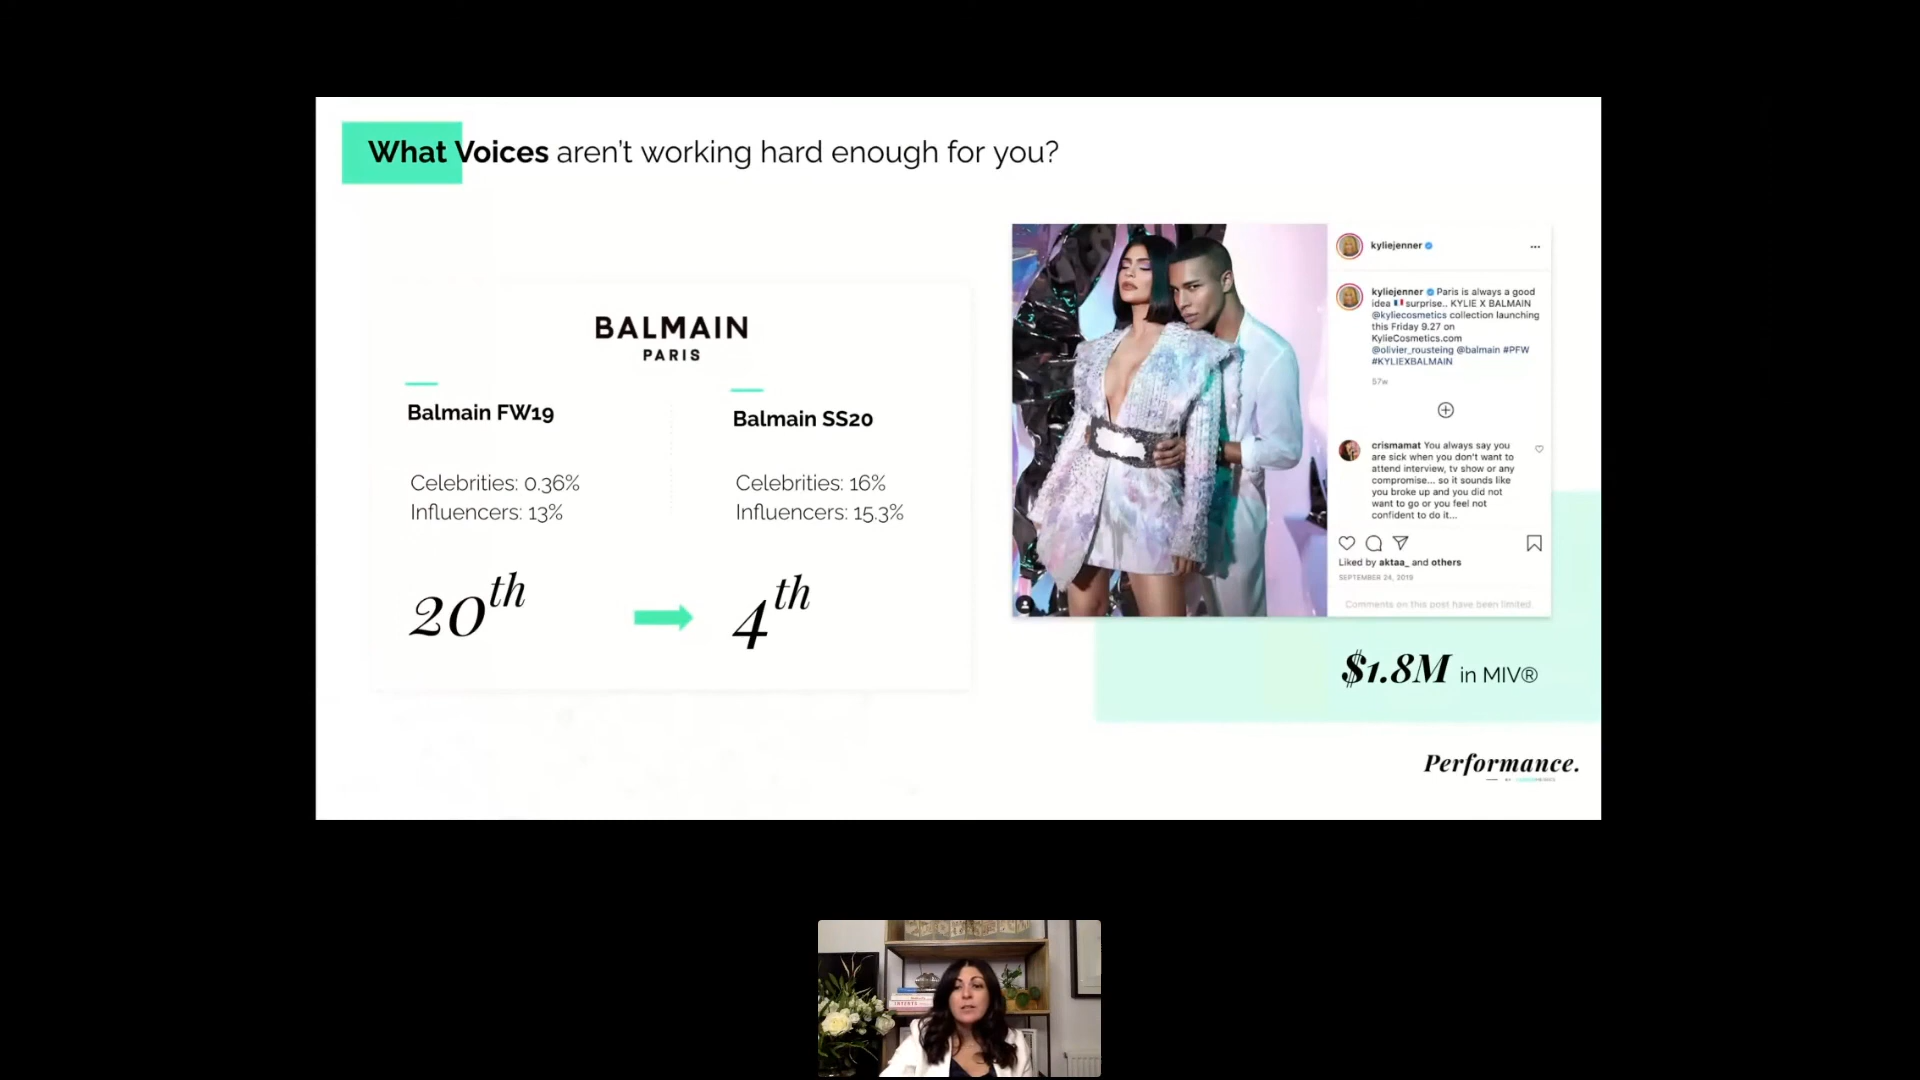 What Voices aren't working hard enough for you?
BALMAIN
PARIS
Balmain FW19
Celebrities: 0.36%
Influencers: 13%
20th
Balmain SS20
Celebrities: 16%
Influencers: 15.3%
4th
kyliejenner
kyliejenner Paris is always a good
idea 🇫🇷 surprise.. KYLIE X BALMAIN
@kyliecosmetics collection launching
this Friday 9.27 on
KylieCosmetics.com
@olivier_rousteing @balmain #PFW
#KYLIEXBALMAIN
57w
crismamat You always say you
are sick when you don't want to
attend interview, tv show or any
compromise... so it sounds like
you broke up and you did not
want to go or you feel not
confident to do it...
Liked by aktaa_ and others
SEPTEMBER 24, 2019
Comments on this post have been limited
$1.8M in MIV®
Performance.